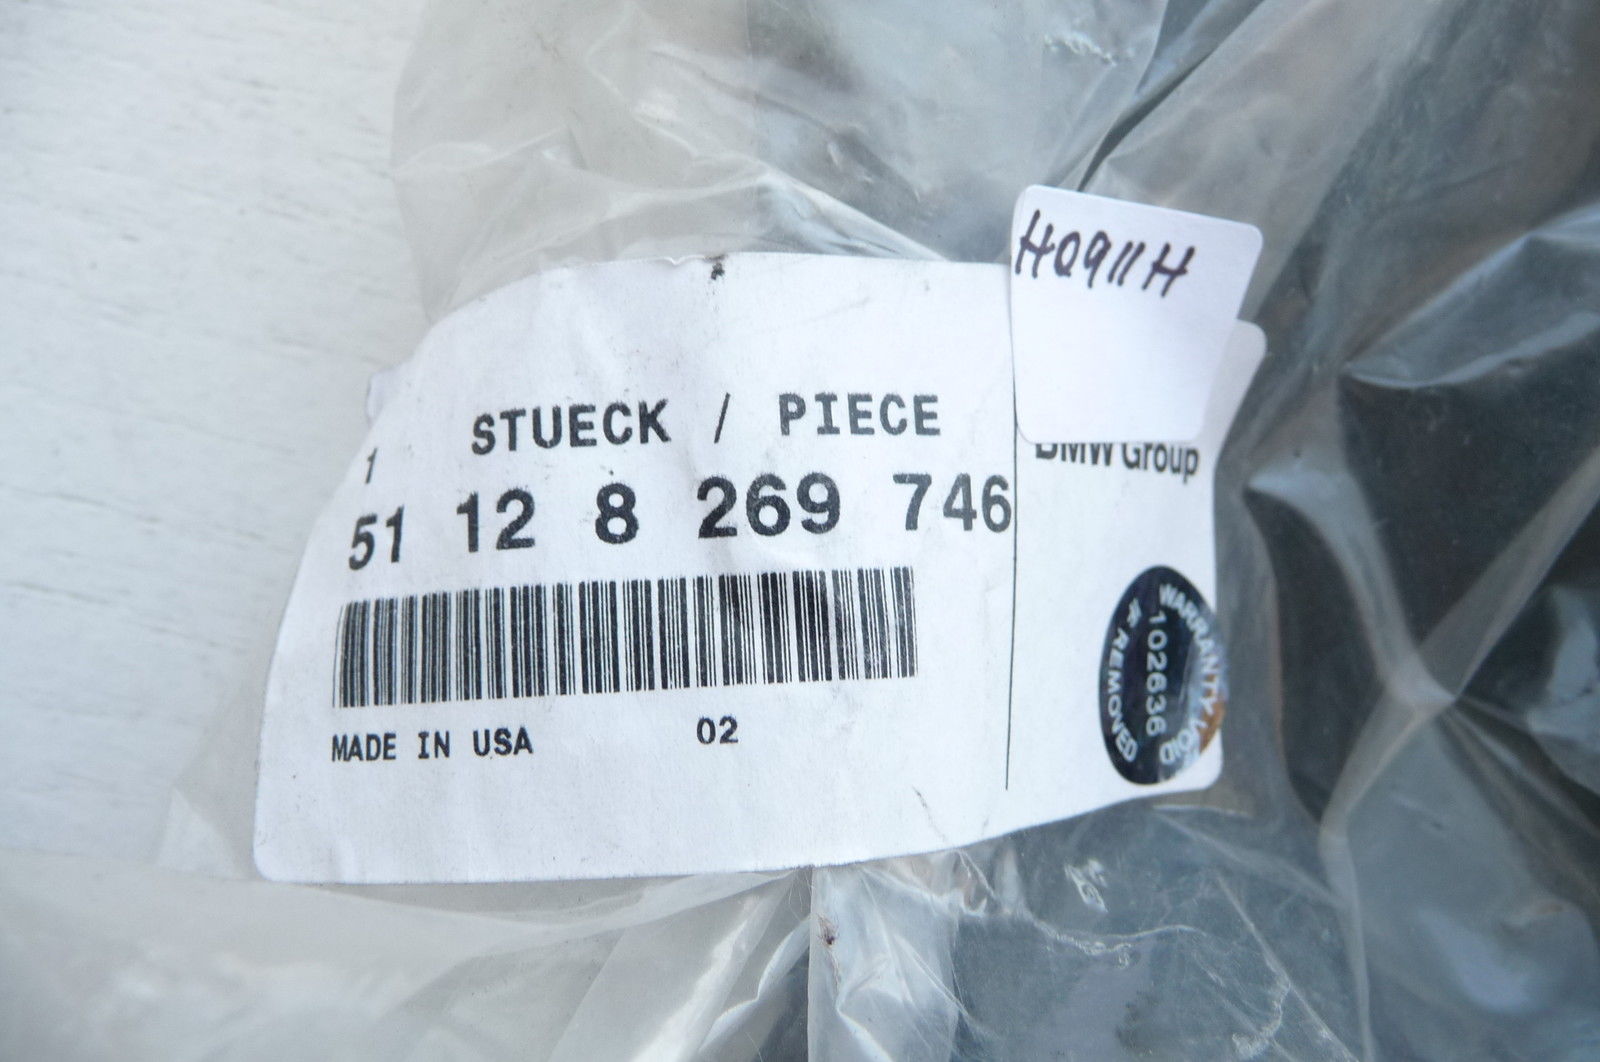 H0911H
1 STUECK / PIECE
BMW Group
51 12 8 269 746
MADE IN USA 02
WARRANTY VOID
IF REMOVED
102636